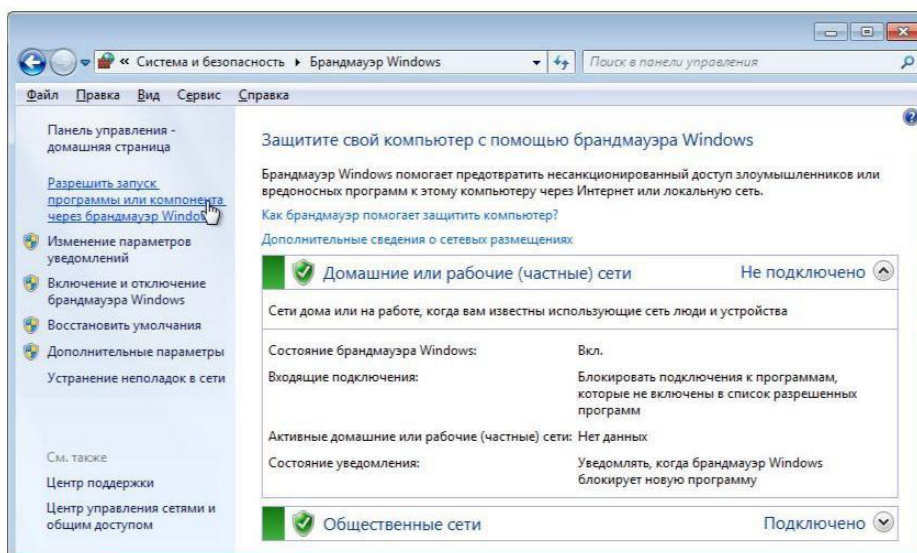 « Система и безопасность ▸ Брандмауэр Windows
Поиск в панели управления
Файл Правка Вид Сервис Справка
Панель управления -
домашняя страница
Разрешить запуск
программы или компонента
через брандмауэр Windows
Изменение параметров
уведомлений
Включение и отключение
брандмауэра Windows
Восстановить умолчания
Дополнительные параметры
Устранение неполадок в сети
См. также
Центр поддержки
Центр управления сетями и
общим доступом
Защитите свой компьютер с помощью брандмауэра Windows
Брандмауэр Windows помогает предотвратить несанкционированный доступ злоумышленников или
вредоносных программ к этому компьютеру через Интернет или локальную сеть.
Как брандмауэр помогает защитить компьютер?
Дополнительные сведения о сетевых размещениях
Домашние или рабочие (частные) сети Не подключено
Сети дома или на работе, когда вам известны использующие сеть люди и устройства
Состояние брандмауэра Windows: Вкл.
Входящие подключения: Блокировать подключения к программам,
которые не включены в список разрешенных
программ
Активные домашние или рабочие (частные) сети: Нет данных
Состояние уведомления: Уведомлять, когда брандмауэр Windows
блокирует новую программу
Общественные сети Подключено